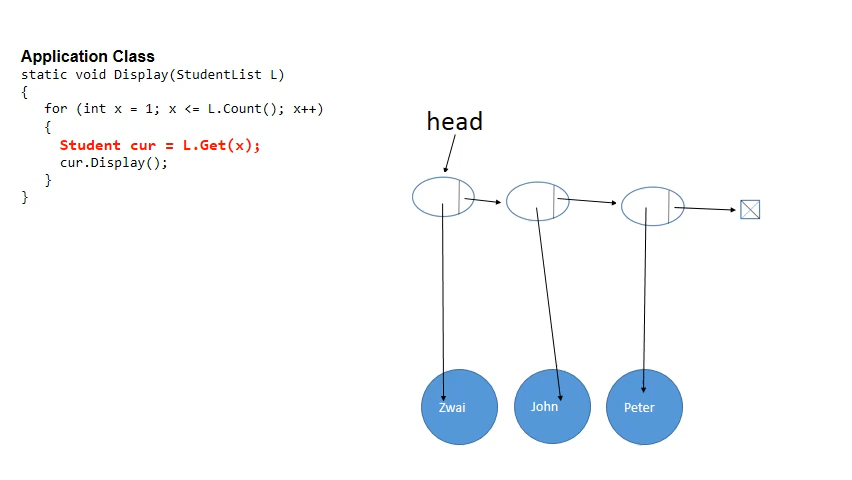 Application Class
static void Display(StudentList L)
{
for (int x = 1; x <= L.Count(); x++)
{
Student cur = L.Get(x);
cur.Display();
}
}
head
Zwai
John
Peter